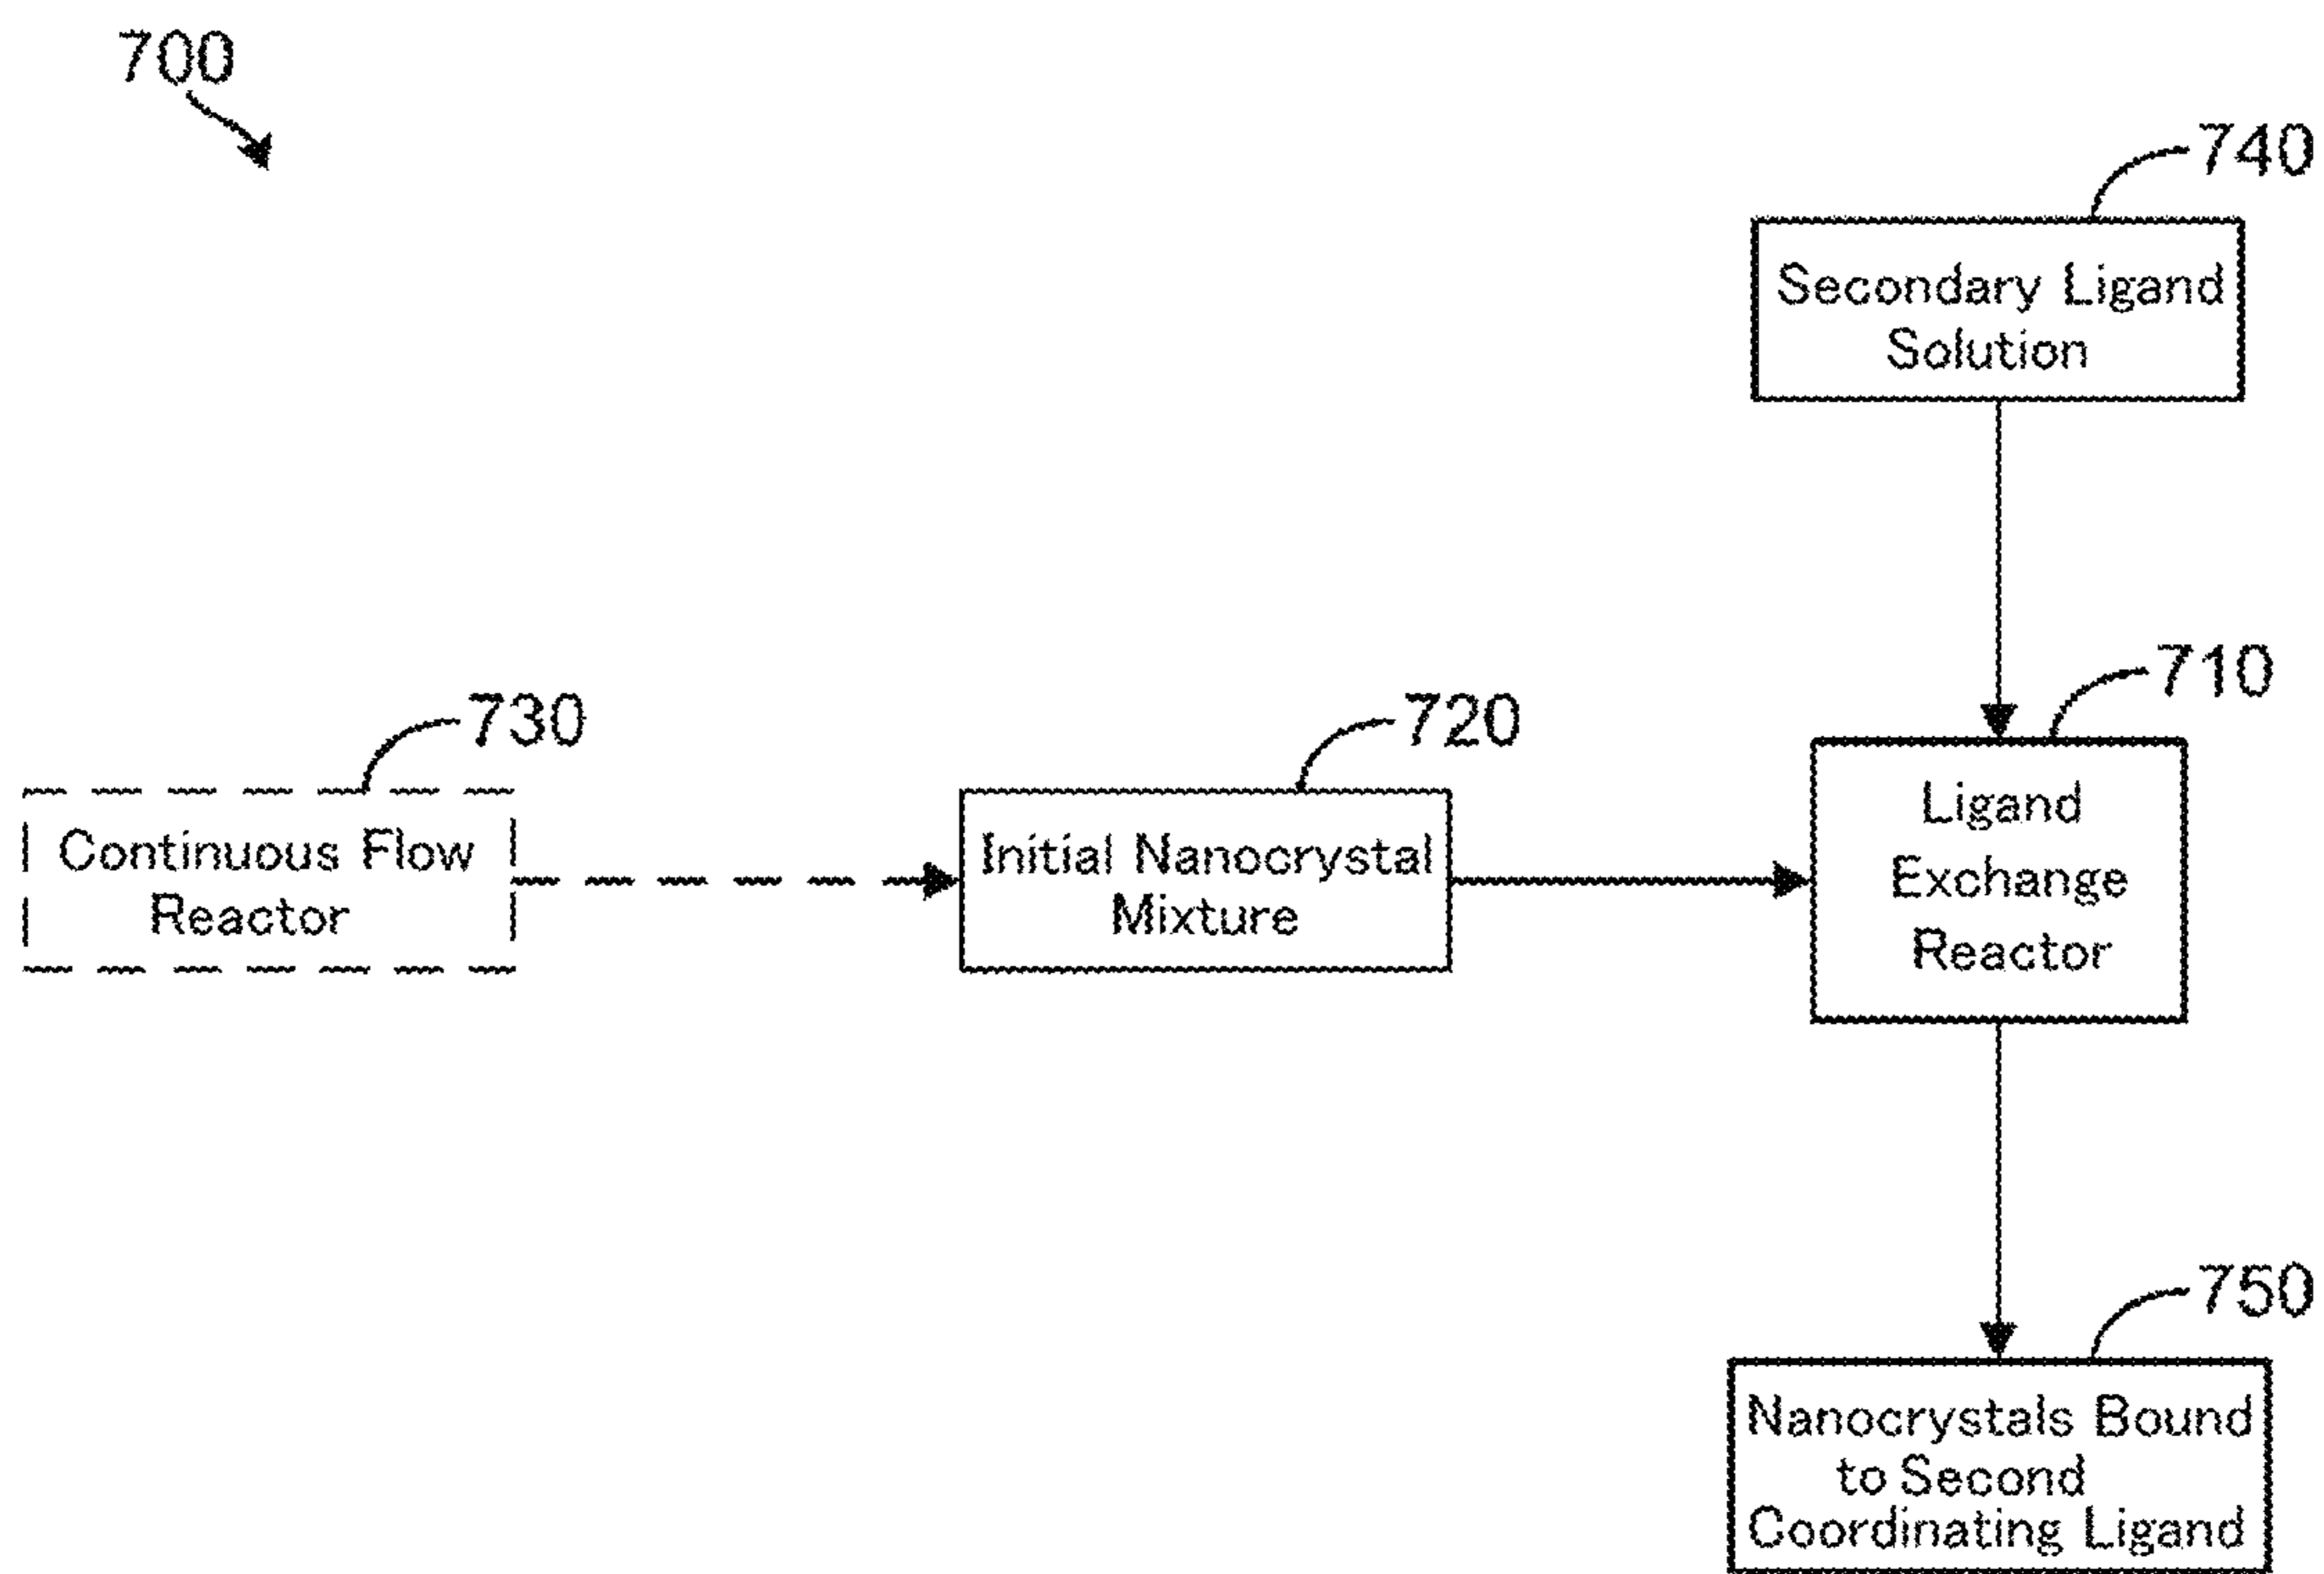 700
740
Secondary Ligand
Solution
710
Ligand
Exchange
Reactor
730
Continuous Flow
Reactor
720
Initial Nanocrystal
Mixture
750
Nanocrystals Bound
to Second
Coordinating Ligand